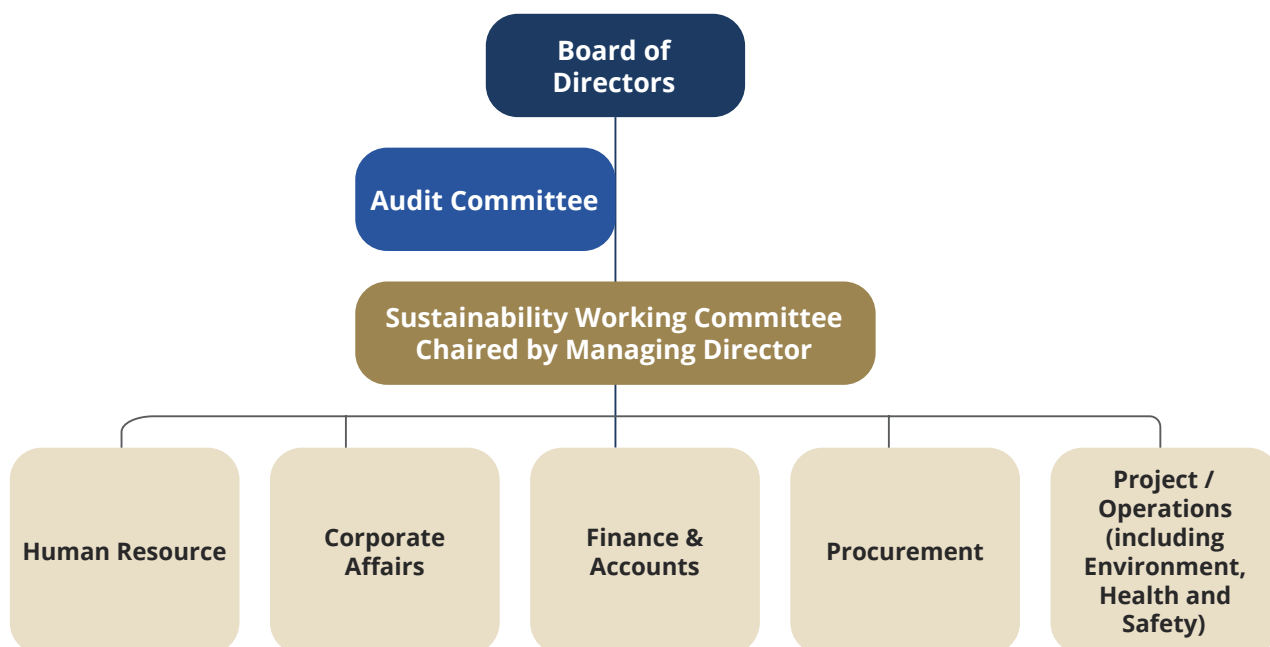 Board of
Directors
Audit Committee
Sustainability Working Committee
Chaired by Managing Director
Human Resource
Corporate
Affairs
Finance &
Accounts
Procurement
Project /
Operations
(including
Environment,
Health and
Safety)